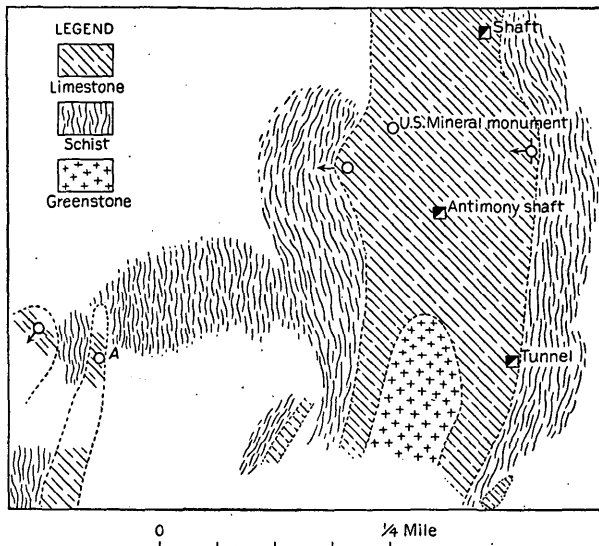 LEGEND
Limestone
Schist
Greenstone
Shaft
U.S. Mineral monument
Antimony shaft
A
Tunnel
0 1/4 Mile